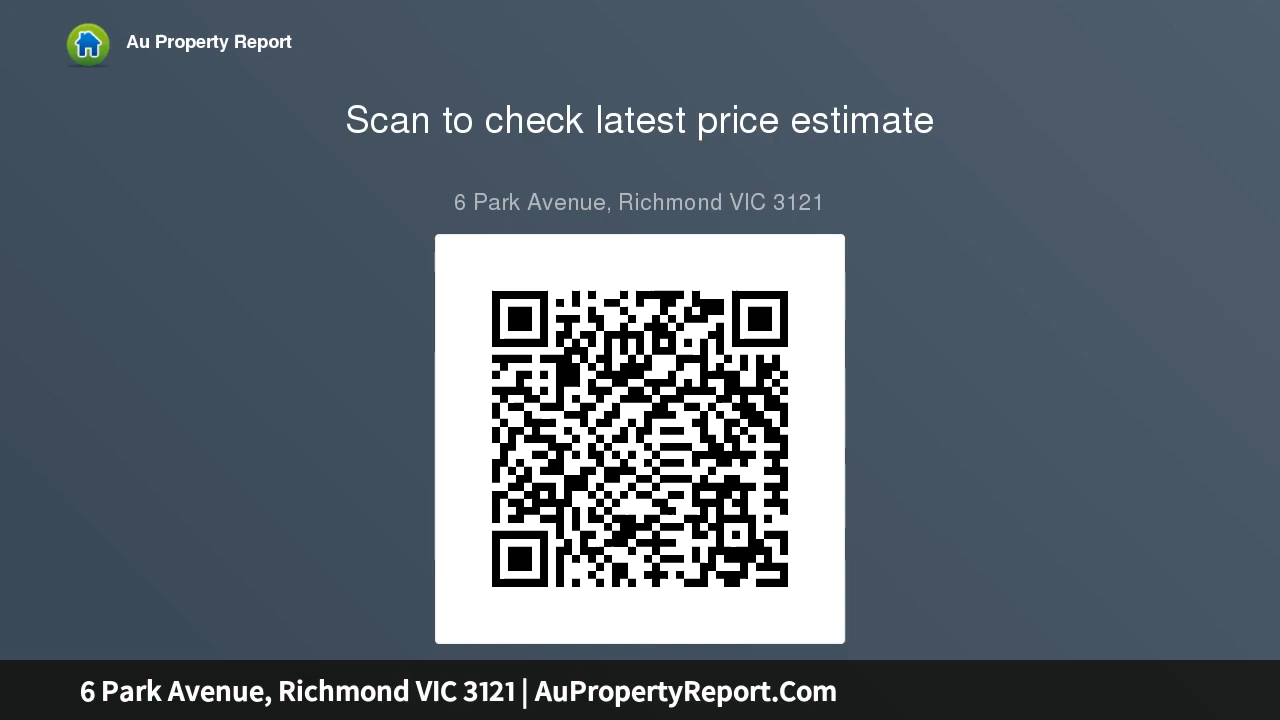 Au Property Report
Scan to check latest price estimate
6 Park Avenue, Richmond VIC 3121
6 Park Avenue, Richmond VIC 3121 | AuPropertyReport.Com